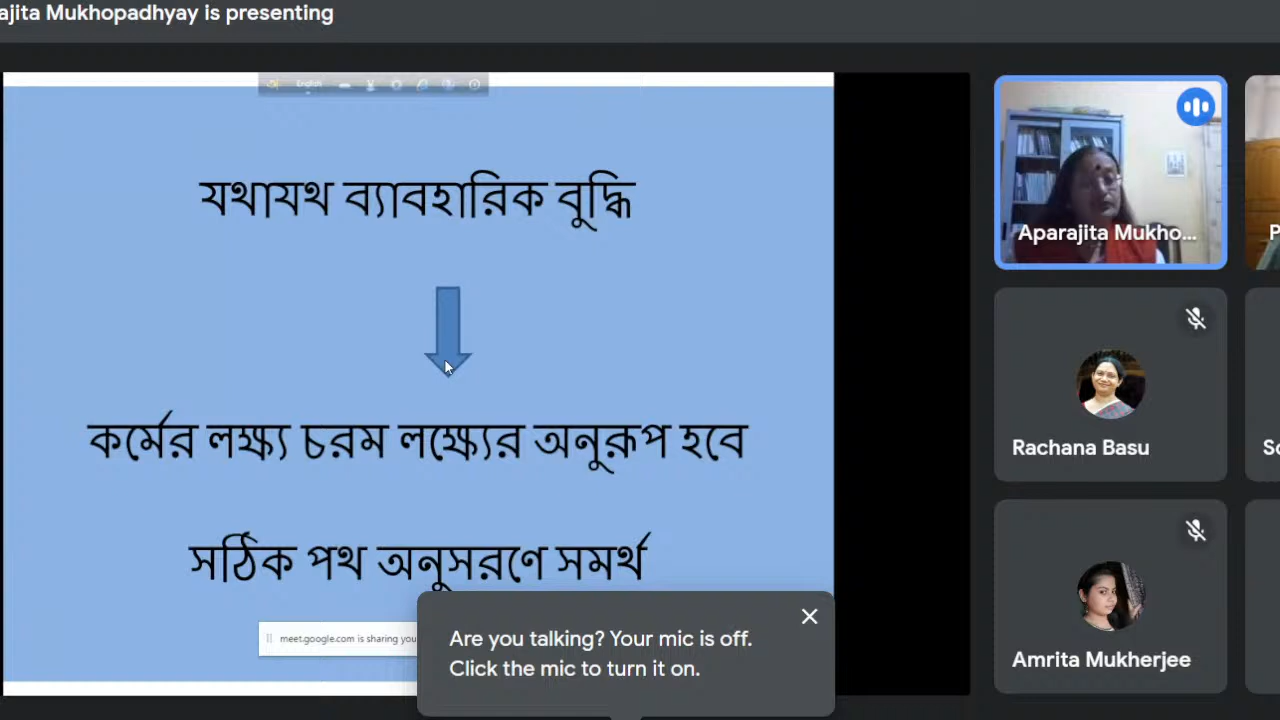 ajita Mukhopadhyay is presenting
English
যথাযথ ব্যাবহারিক বুদ্ধি
কর্মের লক্ষ্য চরম লক্ষ্যের অনুরূপ হবে
সঠিক পথ অনুসরণে সমর্থ
meet.google.com is sharing you
Are you talking? Your mic is off.
Click the mic to turn it on.
Aparajita Mukho...
Rachana Basu
Amrita Mukherjee